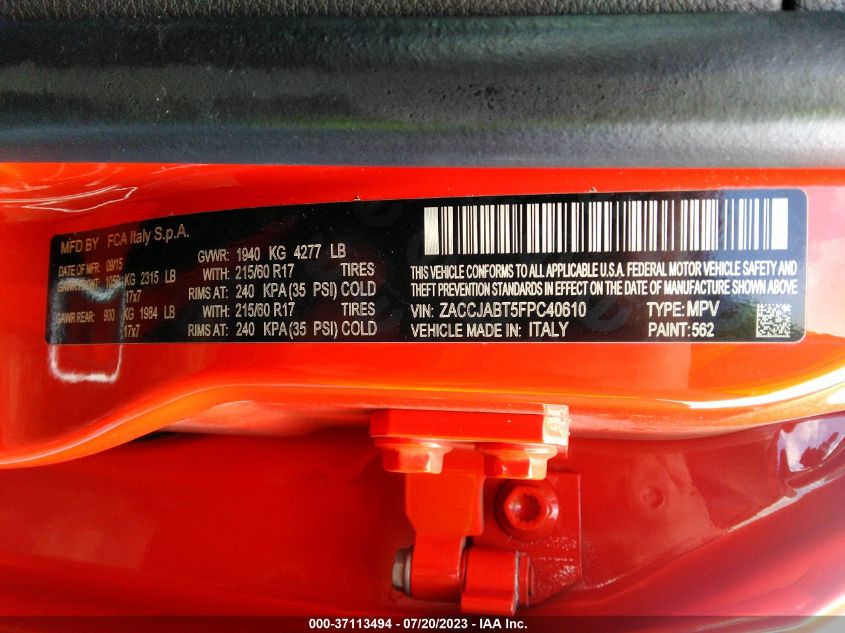 MFD BY FCA Italy S.p.A.
DATE OF MFR: 09/15 GVWR: 1940 KG 4277 LB
GAWR FRONT: 1050 KG 2315 LB WITH: 215/60 R17 TIRES
17x7 RIMS AT: 240 KPA(35 PSI) COLD
GAWR REAR: 900 KG 1984 LB WITH: 215/60 R17 TIRES
17x7 RIMS AT: 240 KPA(35 PSI) COLD
THIS VEHICLE CONFORMS TO ALL APPLICABLE U.S.A. FEDERAL MOTOR VEHICLE SAFETY AND
THEFT PREVENTION STANDARDS IN EFFECT ON THE DATE OF MANUFACTURE SHOWN ABOVE
VIN: ZACCJABT5FPC40610 TYPE: MPV
VEHICLE MADE IN: ITALY PAINT: 562
000-37113494 - 07/20/2023 - IAA Inc.